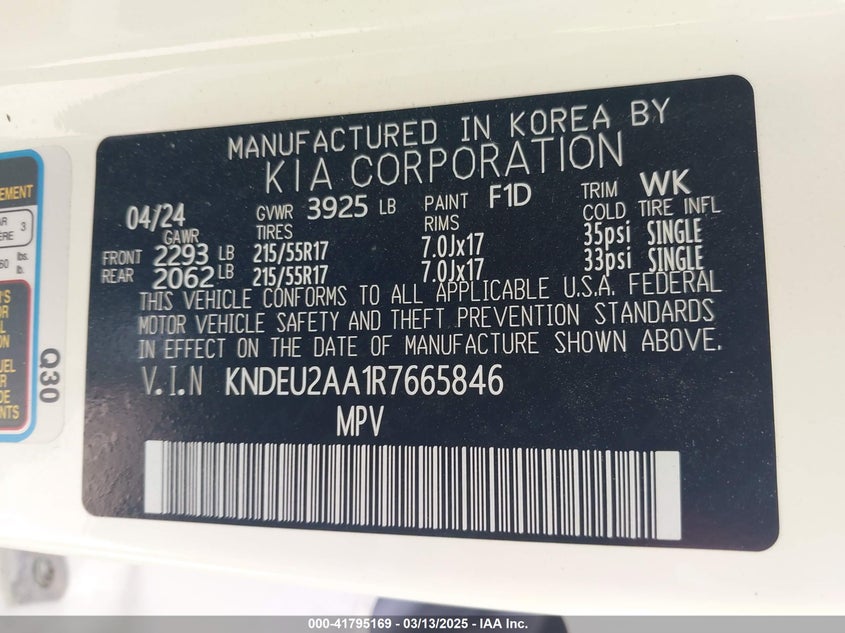 MANUFACTURED IN KOREA BY
KIA CORPORATION
04/24 GVWR 3925 LB PAINT F1D TRIM WK
GAWR TIRES RIMS COLD TIRE INFL
FRONT 2293 LB 215/55R17 7.0Jx17 35psi SINGLE
REAR 2062 LB 215/55R17 7.0Jx17 33psi SINGLE
THIS VEHICLE CONFORMS TO ALL APPLICABLE U.S.A. FEDERAL
MOTOR VEHICLE SAFETY AND THEFT PREVENTION STANDARDS
IN EFFECT ON THE DATE OF MANUFACTURE SHOWN ABOVE.
V.I.N KNDEU2AA1R7665846
MPV
Q30
000-41795169 - 03/13/2025 - IAA Inc.